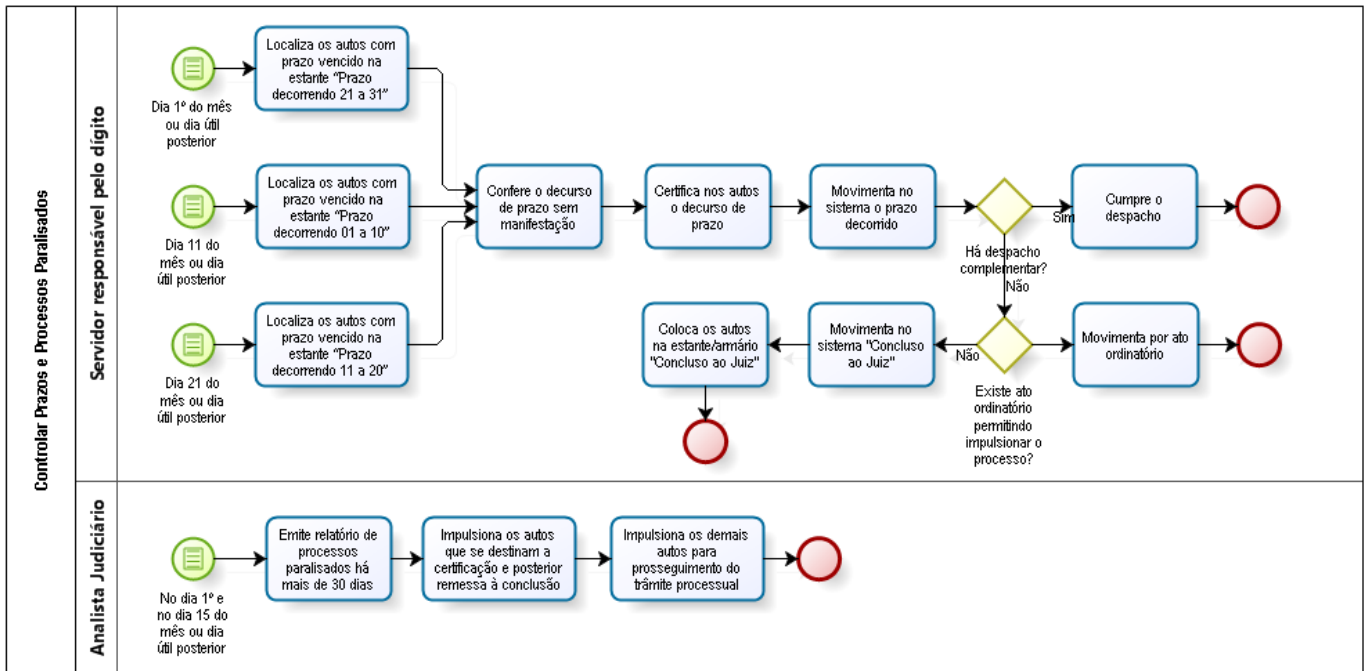 Controlar Prazos e Processos Paralisados
Servidor responsável pelo dígito
Dia 1º do mês
ou dia útil
posterior
Localiza os autos com
prazo vencido na
estante “Prazo
decorrendo 21 a 31”
Dia 11 do
mês ou dia
útil posterior
Localiza os autos com
prazo vencido na
estante “Prazo
decorrendo 01 a 10”
Dia 21 do
mês ou dia
útil posterior
Localiza os autos com
prazo vencido na
estante “Prazo
decorrendo 11 a 20”
Confere o decurso
de prazo sem
manifestação
Certifica nos autos
o decurso de
prazo
Movimenta no
sistema o prazo
decorrido
Há despacho
complementar?
Sim
Cumpre o
despacho
Não
Existe ato
ordinatório
permitindo
impulsionar o
processo?
Movimenta por ato
ordinatório
Não
Movimenta no
sistema "Concluso
ao Juiz"
Coloca os autos
na estante/armário
"Concluso ao Juiz"
Analista Judiciário
No dia 1º e
no dia 15 do
mês ou dia
útil posterior
Emite relatório de
processos
paralisados há
mais de 30 dias
Impulsiona os autos
que se destinam a
certificação e posterior
remessa à conclusão
Impulsiona os demais
autos para
prosseguimento do
trâmite processual